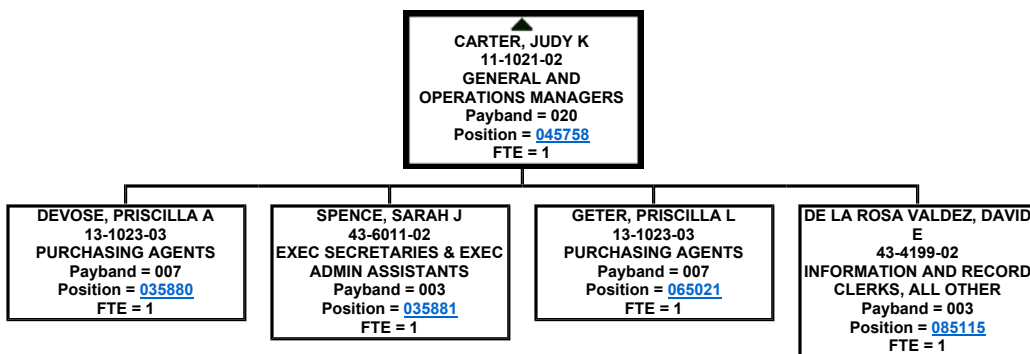 CARTER, JUDY K
11-1021-02
GENERAL AND
OPERATIONS MANAGERS
Payband = 020
Position = 045758
FTE = 1
DEVOSE, PRISCILLA A
13-1023-03
PURCHASING AGENTS
Payband = 007
Position = 035880
FTE = 1
SPENCE, SARAH J
43-6011-02
EXEC SECRETARIES & EXEC
ADMIN ASSISTANTS
Payband = 003
Position = 035881
FTE = 1
GETER, PRISCILLA L
13-1023-03
PURCHASING AGENTS
Payband = 007
Position = 065021
FTE = 1
DE LA ROSA VALDEZ, DAVID
E
43-4199-02
INFORMATION AND RECORD
CLERKS, ALL OTHER
Payband = 003
Position = 085115
FTE = 1